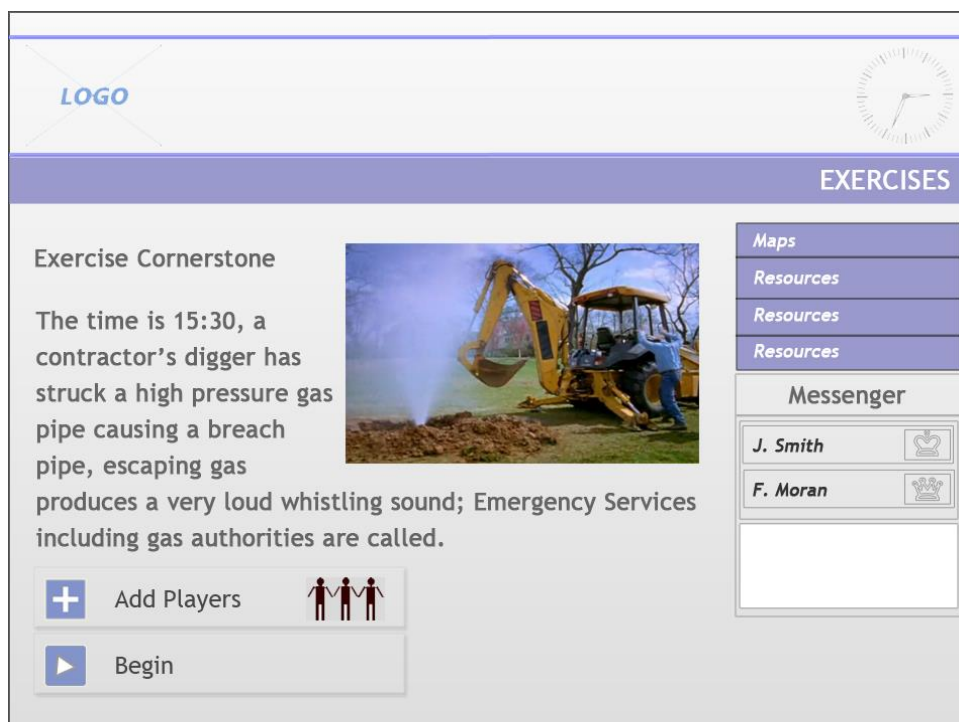 LOGO
EXERCISES
Exercise Cornerstone
The time is 15:30, a
contractor's digger has
struck a high pressure gas
pipe causing a breach
pipe, escaping gas
produces a very loud whistling sound; Emergency Services
including gas authorities are called.
Add Players
Begin
Maps
Resources
Resources
Resources
Messenger
J. Smith
F. Moran